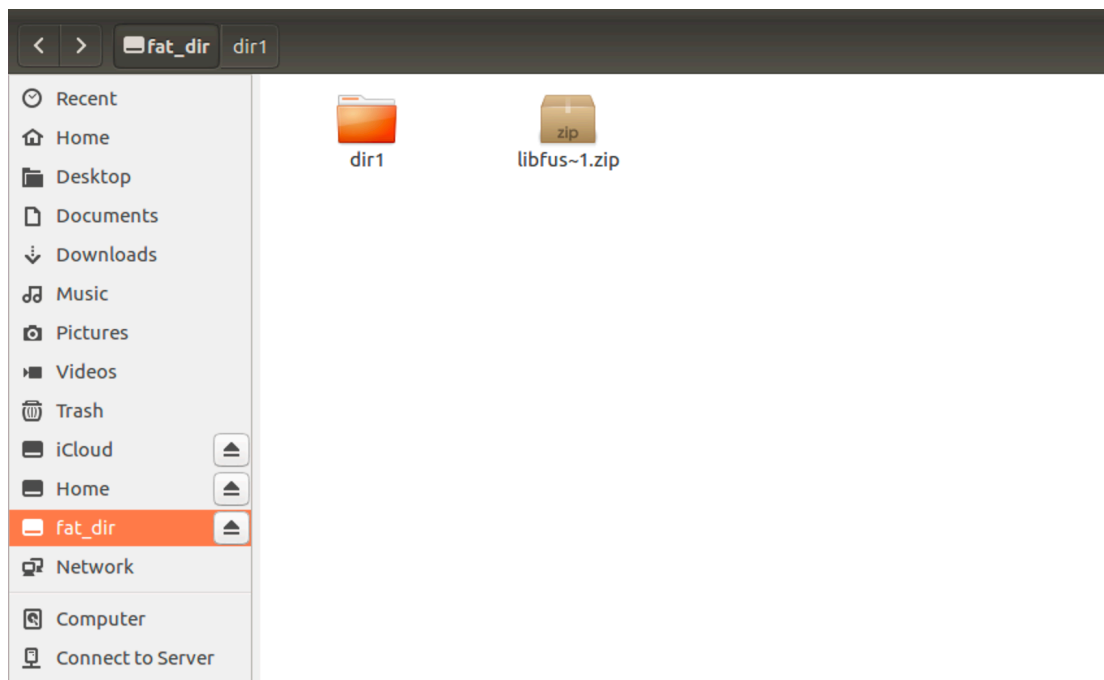 fat_dir dir1
Recent
Home
Desktop
Documents
Downloads
Music
Pictures
Videos
Trash
iCloud
Home
fat_dir
Network
Computer
Connect to Server
zip
dir1 libfus~1.zip